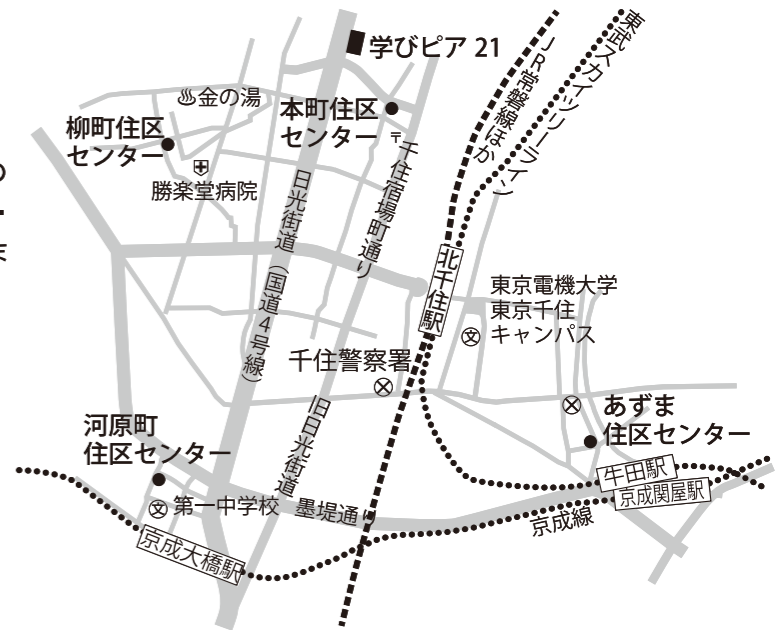 学びピア 21
東武スカイツリーライン
JR常磐線ほか
金の湯
本町住区
センター
柳町住区
センター
〒
千住宿場町通り
勝楽堂病院
の
ま
日光街道（国道4号線）
北千住駅
東京電機大学
東京千住
キャンパス
文
千住警察署
旧日光街道
あずま
住区センター
河原町
住区センター
牛田駅
京成関屋駅
文
第一中学校
墨堤通り
京成線
京成大橋駅